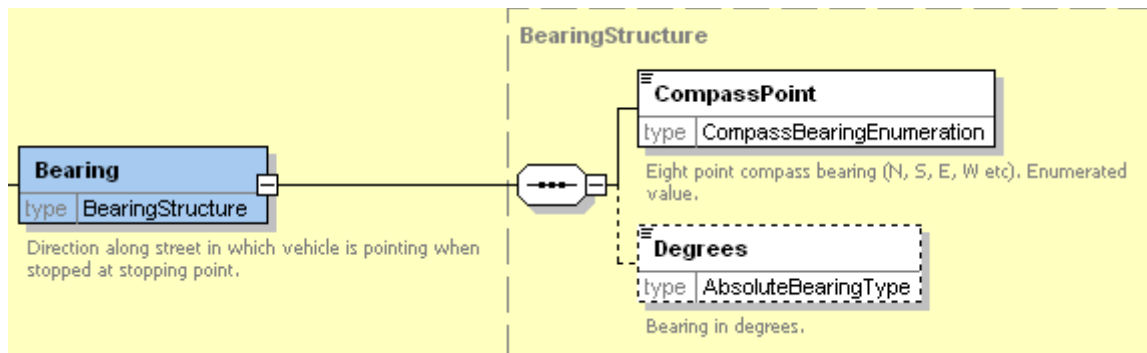 BearingStructure
CompassPoint
type CompassBearingEnumeration
Eight point compass bearing (N, S, E, W etc). Enumerated
value.
Bearing
type BearingStructure
Direction along street in which vehicle is pointing when
stopped at stopping point.
Degrees
type AbsoluteBearingType
Bearing in degrees.